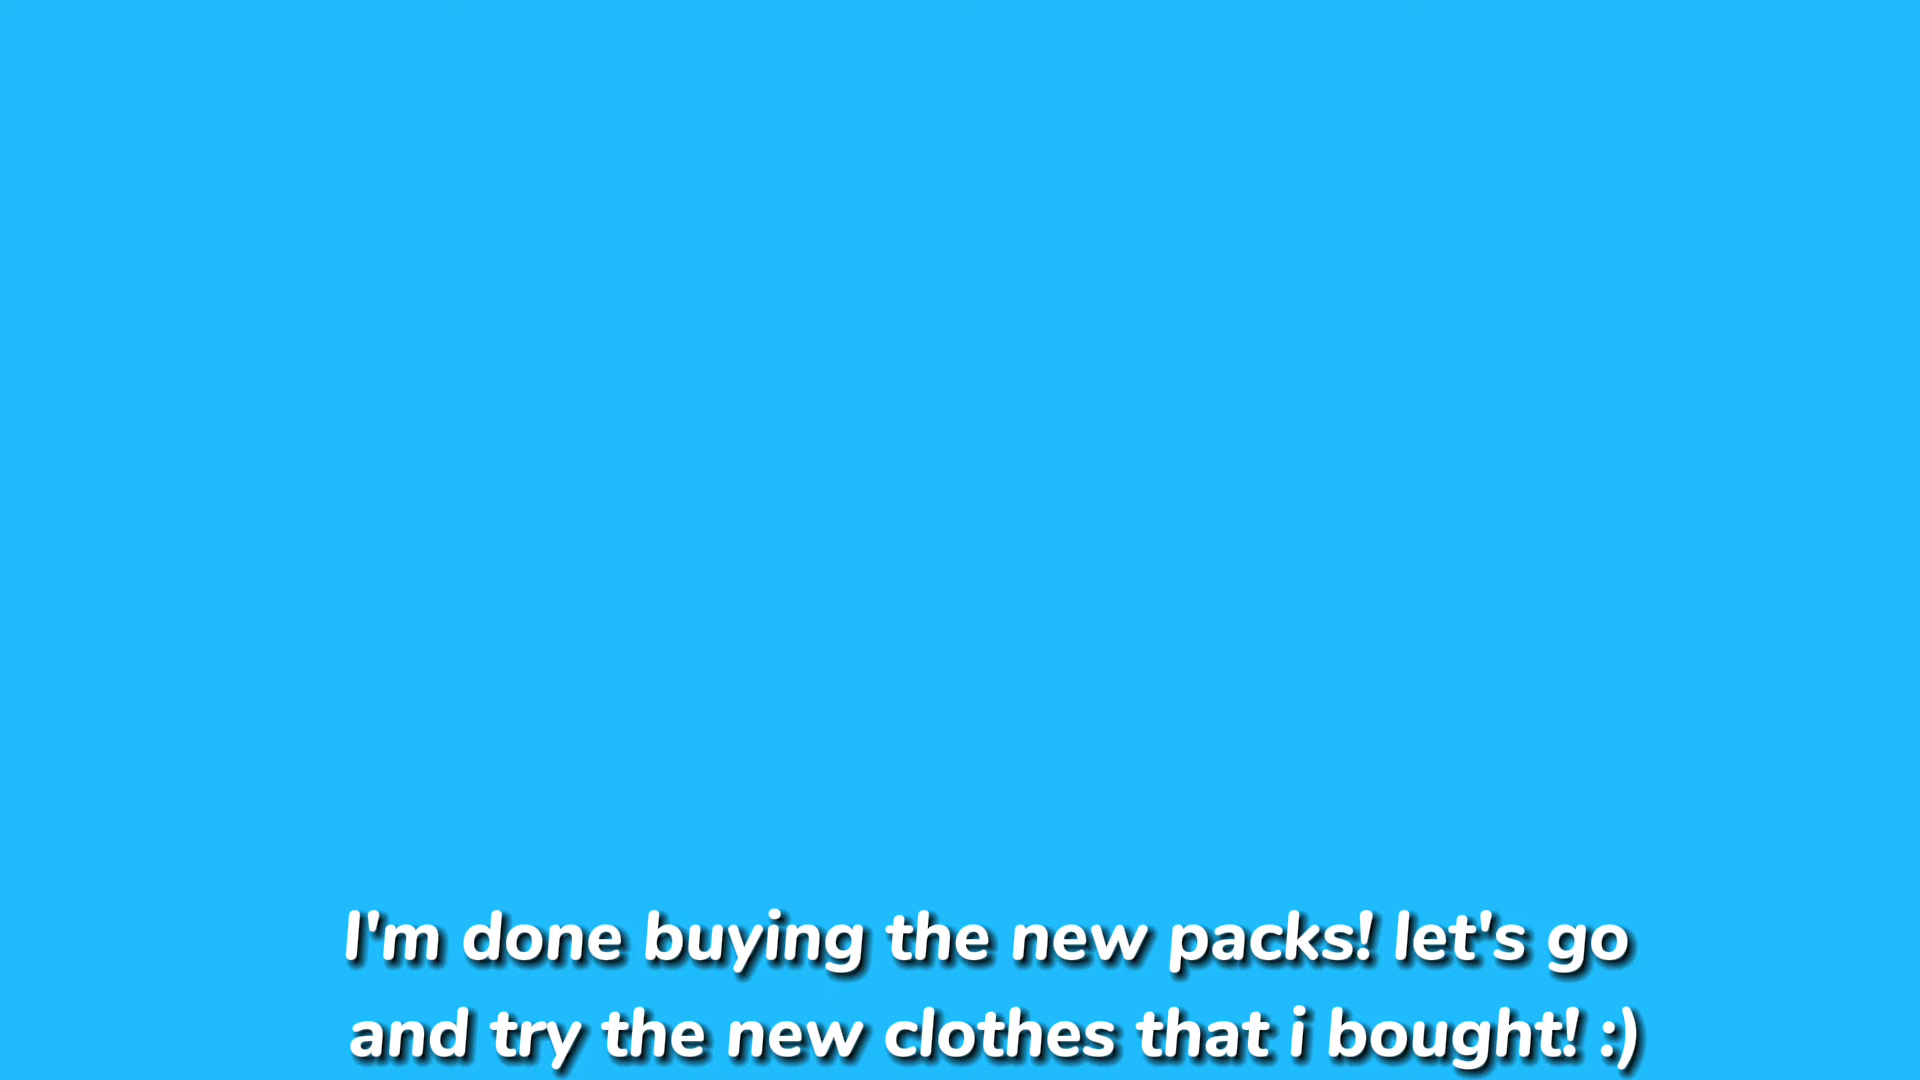 I'm done buying the new packs! let's go
and try the new clothes that i bought! :)